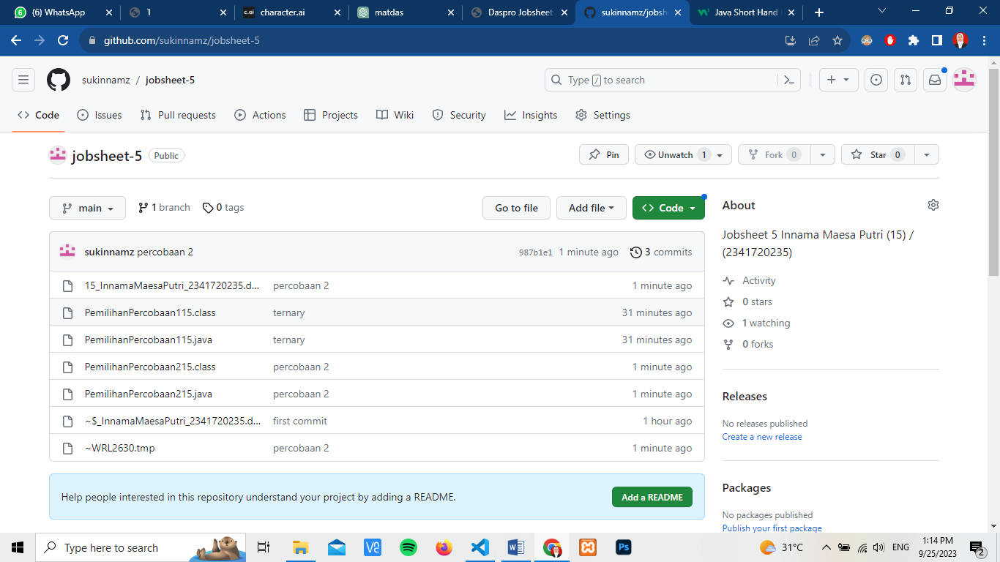 (6) WhatsApp
1
c.ai character.ai
matdas
Daspro Jobsheet
sukinnamz/jobsh
Java Short Hand
github.com/sukinnamz/jobsheet-5
sukinnamz / jobsheet-5
Type / to search
Code
Issues
Pull requests
Actions
Projects
Wiki
Security
Insights
Settings
jobsheet-5 Public
Pin
Unwatch 1
Fork 0
Star 0
main
1 branch
0 tags
Go to file
Add file
Code
sukinnamz percobaan 2 987b1e1 1 minute ago 3 commits
15_InnamaMaesaPutri_2341720235.d... percobaan 2 1 minute ago
PemilihanPercobaan115.class ternary 31 minutes ago
PemilihanPercobaan115.java ternary 31 minutes ago
PemilihanPercobaan215.class percobaan 2 1 minute ago
PemilihanPercobaan215.java percobaan 2 1 minute ago
~$_InnamaMaesaPutri_2341720235.d... first commit 1 hour ago
~WRL2630.tmp percobaan 2 1 minute ago
Help people interested in this repository understand your project by adding a README.
Add a README
About
Jobsheet 5 Innama Maesa Putri (15) /
(2341720235)
Activity
0 stars
1 watching
0 forks
Releases
No releases published
Create a new release
Packages
No packages published
Publish your first package
Type here to search
31°C
ENG
1:14 PM
9/25/2023
2